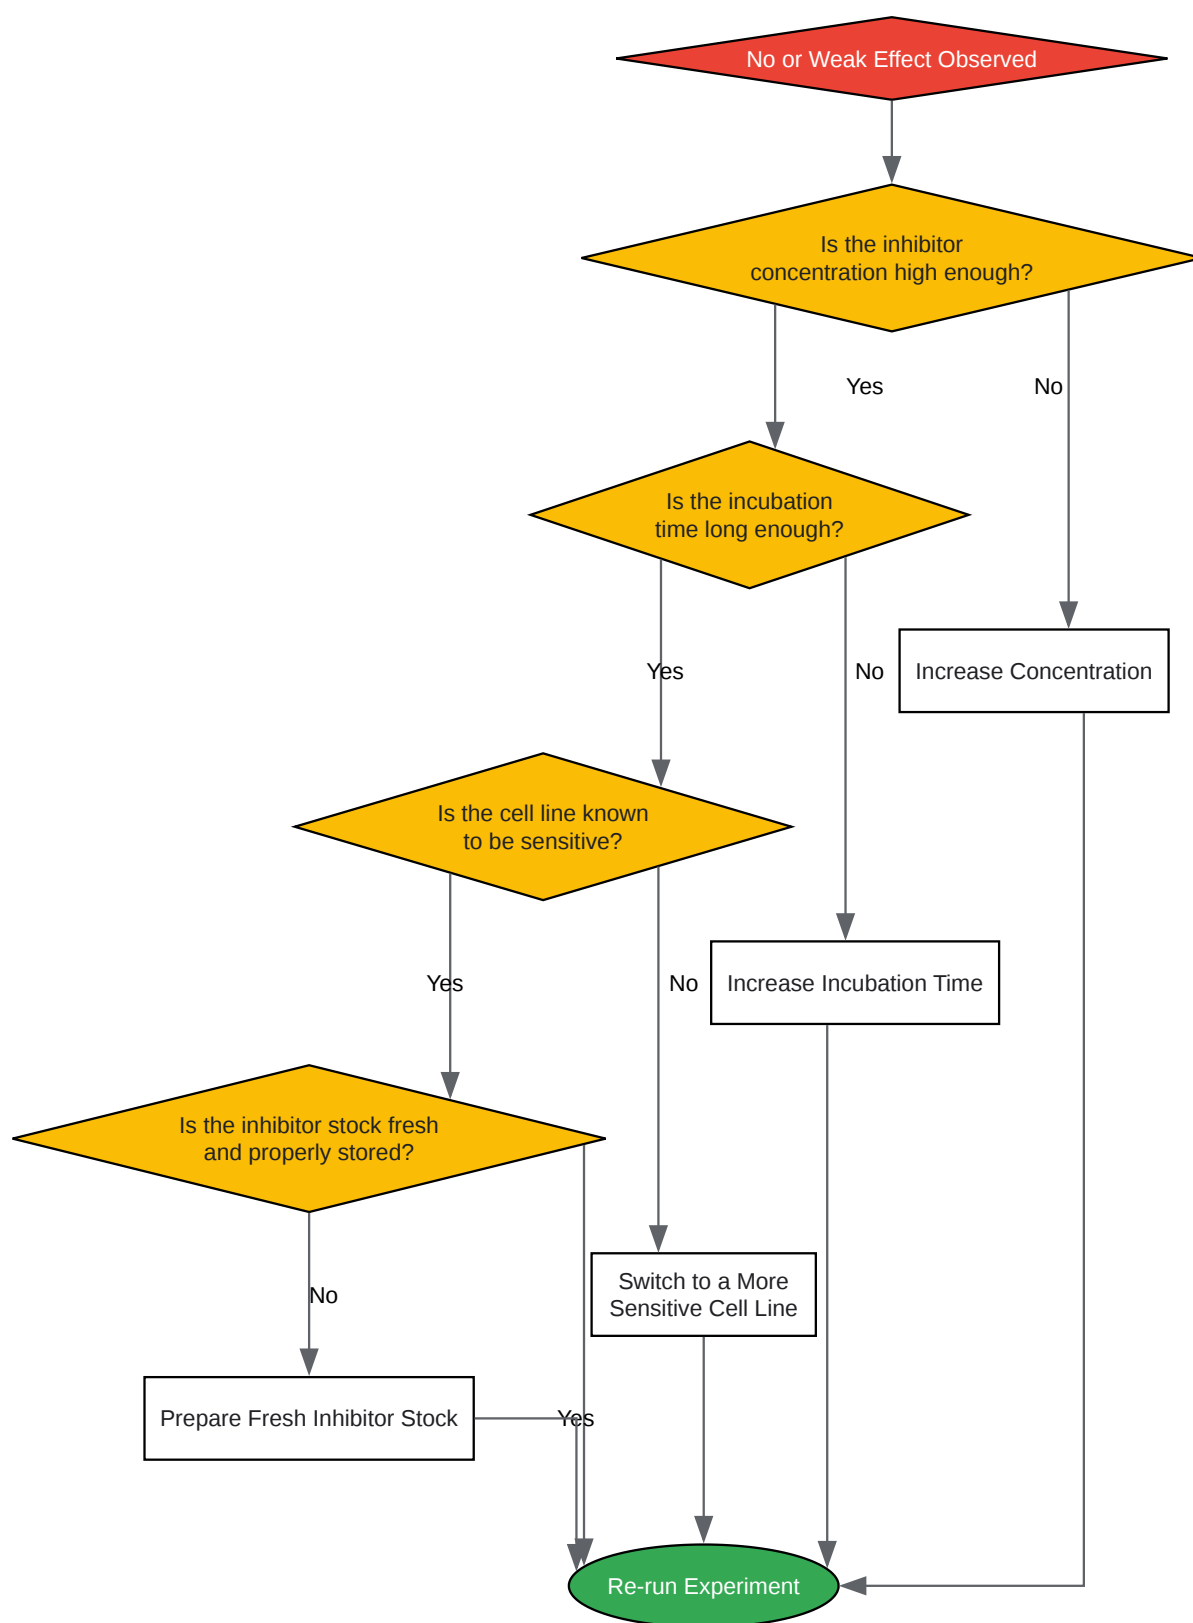 No or Weak Effect Observed
Is the inhibitor
concentration high enough?
Yes
No
Is the incubation
time long enough?
Yes
No
Increase Concentration
Is the cell line known
to be sensitive?
Yes
No
Increase Incubation Time
Is the inhibitor stock fresh
and properly stored?
No
Switch to a More
Sensitive Cell Line
Prepare Fresh Inhibitor Stock
Yes
Re-run Experiment